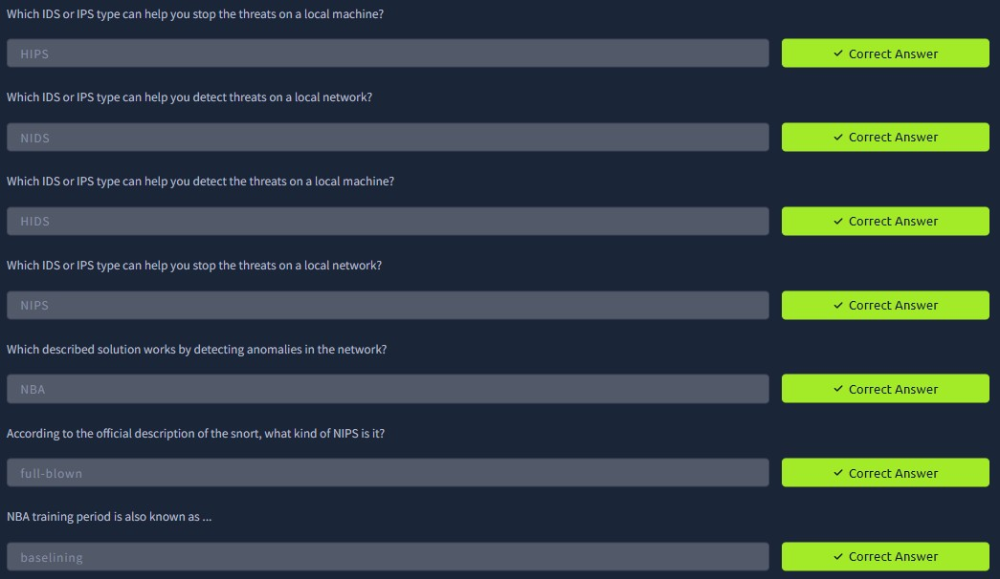 Which IDS or IPS type can help you stop the threats on a local machine?
HIPS
✓ Correct Answer
Which IDS or IPS type can help you detect threats on a local network?
NIDS
✓ Correct Answer
Which IDS or IPS type can help you detect the threats on a local machine?
HIDS
✓ Correct Answer
Which IDS or IPS type can help you stop the threats on a local network?
NIPS
✓ Correct Answer
Which described solution works by detecting anomalies in the network?
NBA
✓ Correct Answer
According to the official description of the snort, what kind of NIPS is it?
full-blown
✓ Correct Answer
NBA training period is also known as ...
baselining
✓ Correct Answer